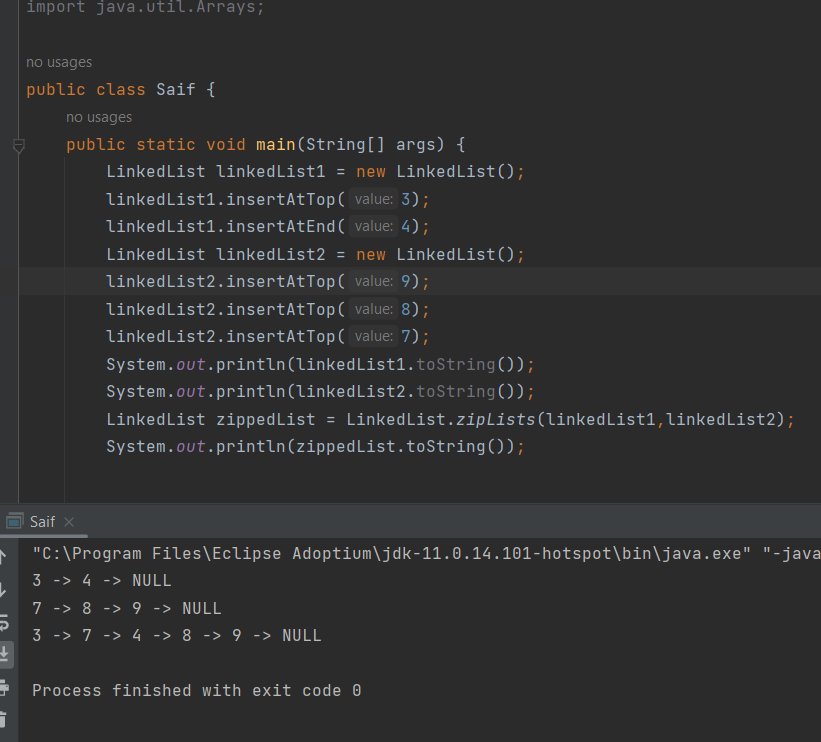 import java.util.Arrays;
no usages
public class Saif {
no usages
public static void main(String[] args) {
LinkedList linkedList1 = new LinkedList();
linkedList1.insertAtTop( value: 3);
linkedList1.insertAtEnd( value: 4);
LinkedList linkedList2 = new LinkedList();
linkedList2.insertAtTop( value: 9);
linkedList2.insertAtTop( value: 8);
linkedList2.insertAtTop( value: 7);
System.out.println(linkedList1.toString());
System.out.println(linkedList2.toString());
LinkedList zippedList = LinkedList.zipLists(linkedList1,linkedList2);
System.out.println(zippedList.toString());
Saif
"C:\Program Files\Eclipse Adoptium\jdk-11.0.14.101-hotspot\bin\java.exe" "-java
3 -> 4 -> NULL
7 -> 8 -> 9 -> NULL
3 -> 7 -> 4 -> 8 -> 9 -> NULL
Process finished with exit code 0